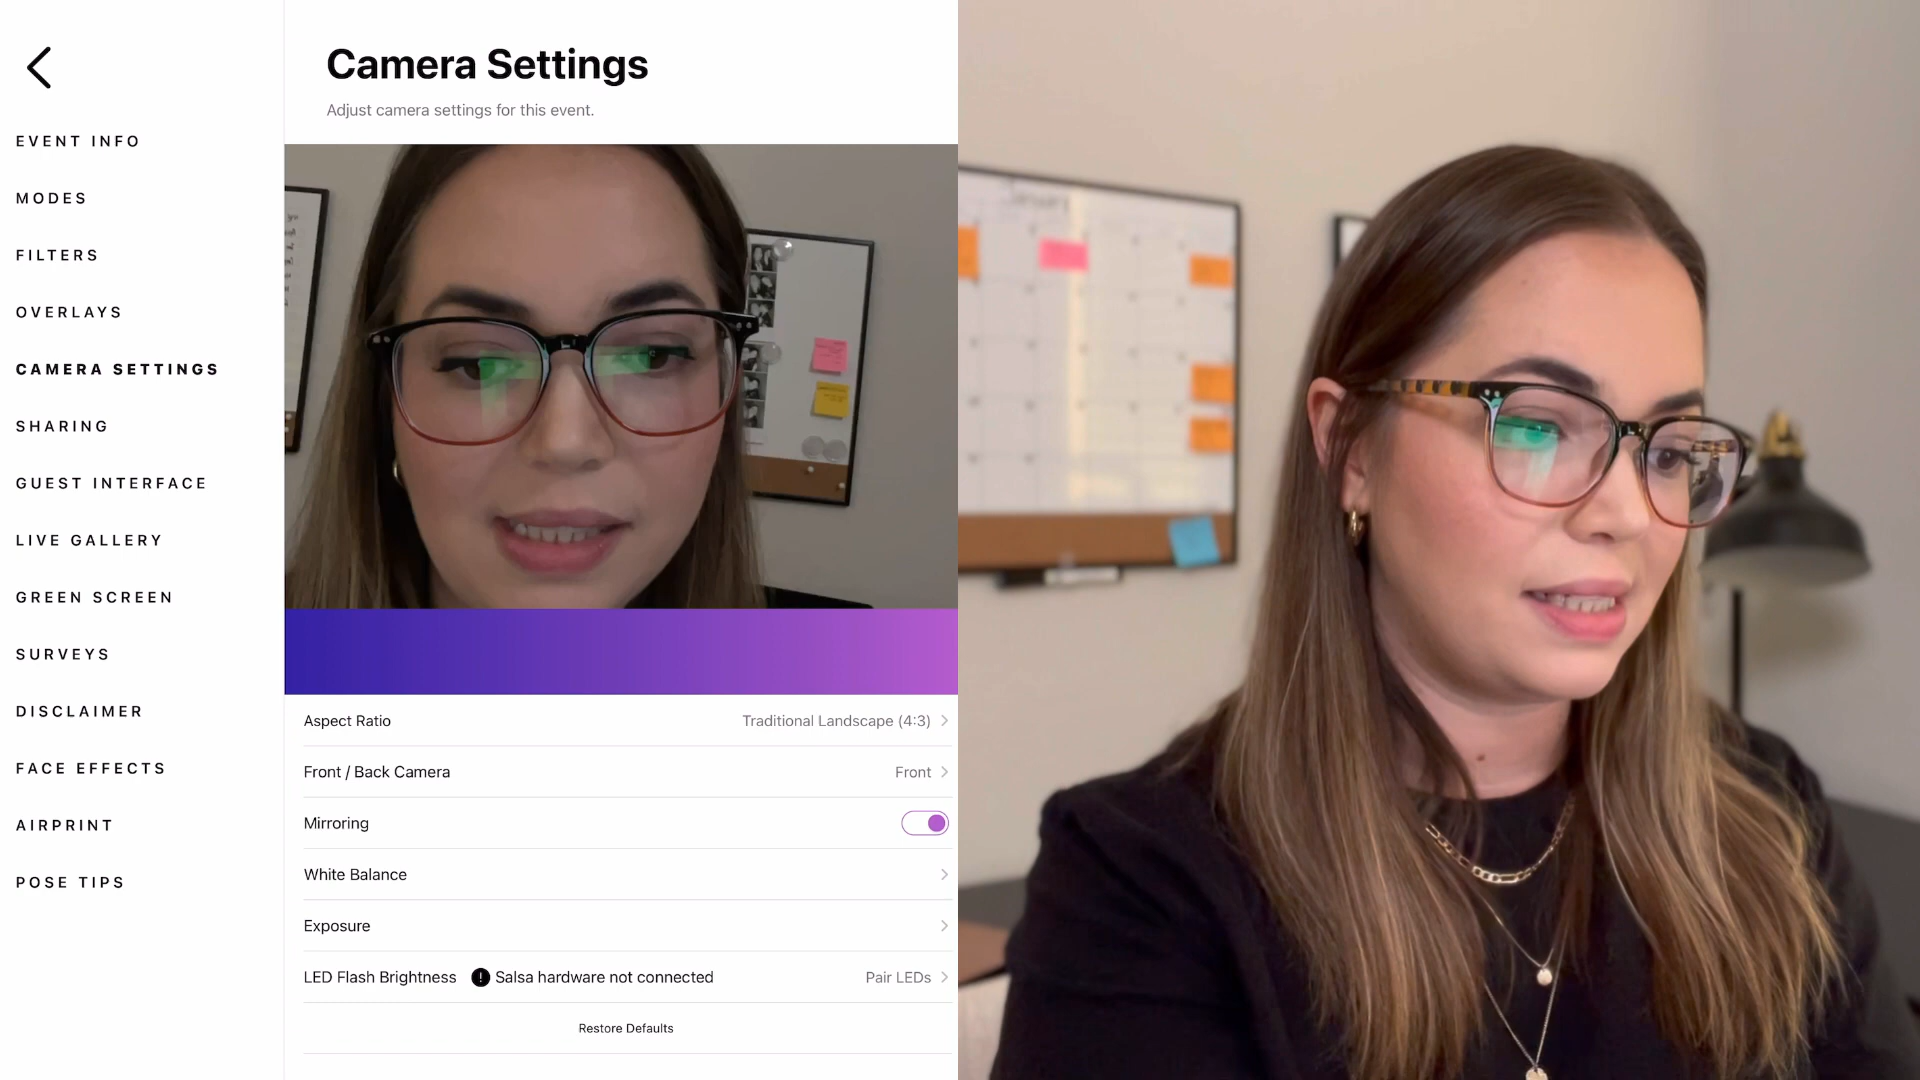 Camera Settings
Adjust camera settings for this event.
EVENT INFO
MODES
FILTERS
OVERLAYS
CAMERA SETTINGS
SHARING
GUEST INTERFACE
LIVE GALLERY
GREEN SCREEN
SURVEYS
DISCLAIMER
FACE EFFECTS
AIRPRINT
POSE TIPS
Aspect Ratio Traditional Landscape (4:3)
Front / Back Camera Front
Mirroring
White Balance
Exposure
LED Flash Brightness ! Salsa hardware not connected Pair LEDs
Restore Defaults
January